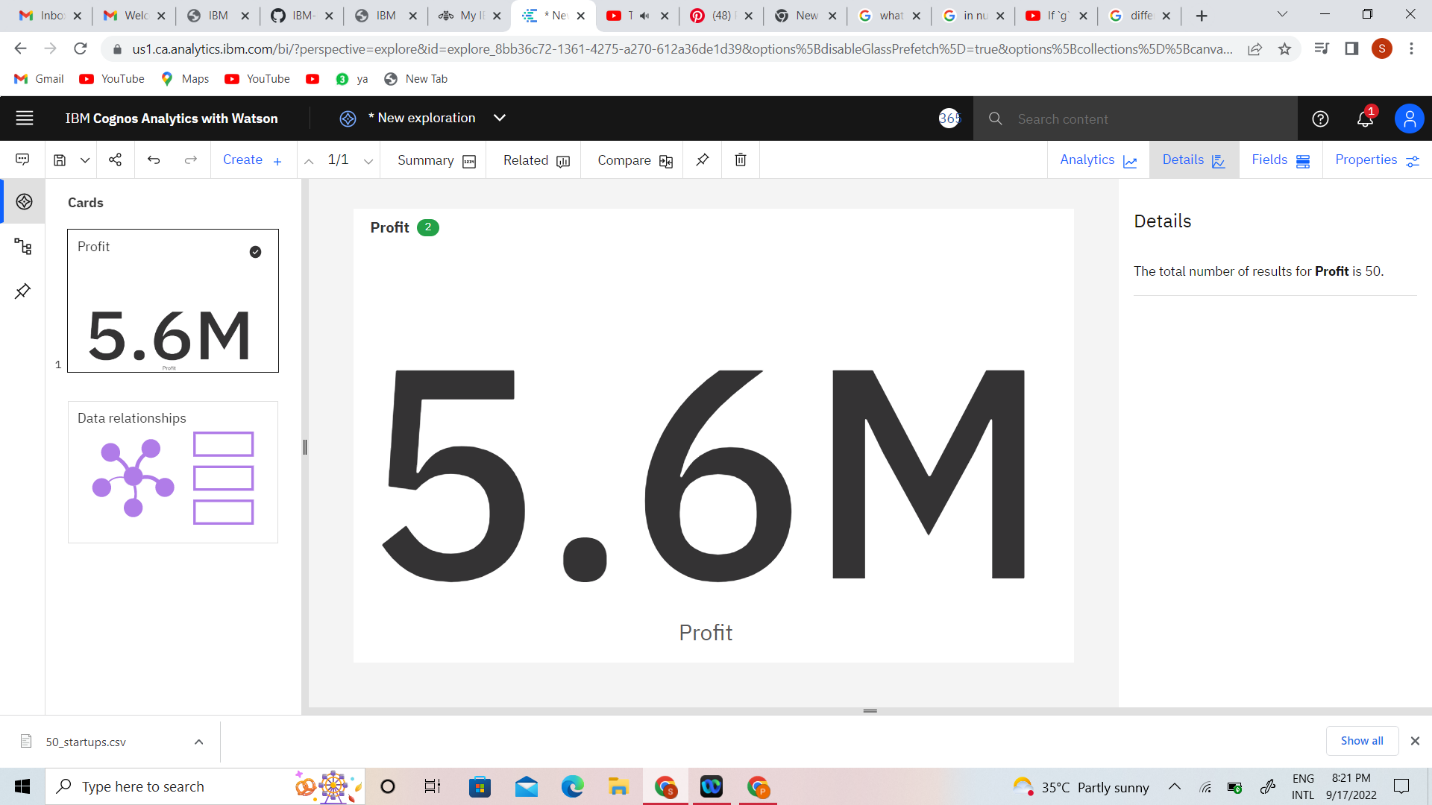 Inbo
Welc
IBM
IBM-
IBM
My I
* Ne
T
(48)
New
what
in nu
If `g`
diffe
us1.ca.analytics.ibm.com/bi/?perspective=explore&id=explore_8bb36c72-1361-4275-a270-612a36de1d39&options%5BdisableGlassPrefetch%5D=true&options%5Bcollections%5D%5Bcanva...
S
Gmail
YouTube
Maps
YouTube
3 ya
New Tab
IBM Cognos Analytics with Watson
* New exploration
365
Search content
1
Create +
1/1
Summary
Related
Compare
Analytics
Details
Fields
Properties
Cards
Profit
5.6M
Profit
1
Data relationships
Profit 2
5.6M
Profit
Details
The total number of results for Profit is 50.
50_startups.csv
Show all
Type here to search
S
P
35°C Partly sunny
ENG
INTL
8:21 PM
9/17/2022